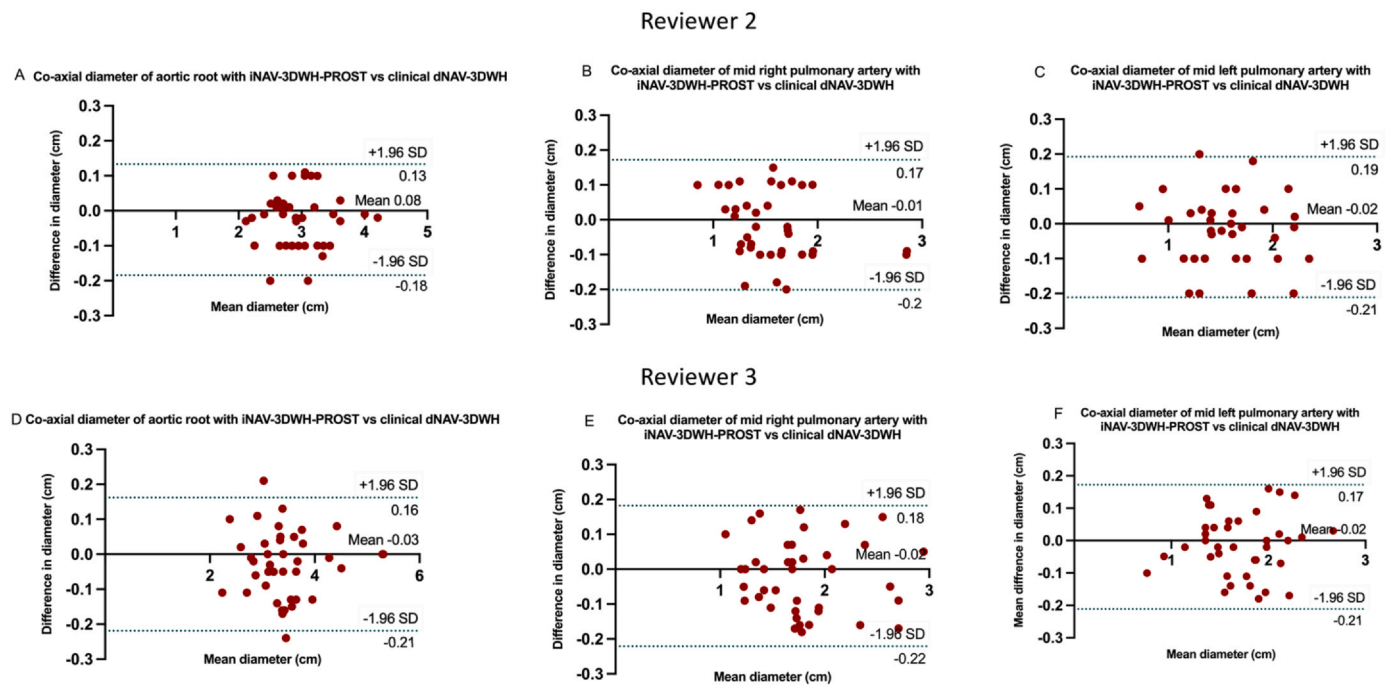 Reviewer 2
A Co-axial diameter of aortic root with iNAV-3DWH-PROST vs clinical dNAV-3DWH
0.3
0.2
0.1
0.0
-0.1
-0.2
-0.3
1
2
3
4
5
+1.96 SD
0.13
Mean 0.08
-1.96 SD
-0.18
Difference in diameter (cm)
Mean diameter (cm)
B Co-axial diameter of mid right pulmonary artery with
iNAV-3DWH-PROST vs clinical dNAV-3DWH
0.3
0.2
0.1
0.0
-0.1
-0.2
-0.3
1
2
3
+1.96 SD
0.17
Mean -0.01
-1.96 SD
-0.2
Difference in diameter (cm)
Mean diameter (cm)
C Co-axial diameter of mid left pulmonary artery with
iNAV-3DWH-PROST vs clinical dNAV-3DWH
0.3
0.2
0.1
0.0
-0.1
-0.2
-0.3
1
2
3
+1.96 SD
0.19
Mean -0.02
-1.96 SD
-0.21
Difference in diameter (cm)
Mean diameter (cm)
Reviewer 3
D Co-axial diameter of aortic root with iNAV-3DWH-PROST vs clinical dNAV-3DWH
0.3
0.2
0.1
0.0
-0.1
-0.2
-0.3
2
4
6
+1.96 SD
0.16
Mean -0.03
-1.96 SD
-0.21
Difference in diameter (cm)
Mean diameter (cm)
E Co-axial diameter of mid right pulmonary artery with
iNAV-3DWH-PROST vs clinical dNAV-3DWH
0.3
0.2
0.1
0.0
-0.1
-0.2
-0.3
1
2
3
+1.96 SD
0.18
Mean -0.02
-1.96 SD
-0.22
Difference in diameter (cm)
Mean diameter (cm)
F Co-axial diameter of mid left pulmonary artery with
iNAV-3DWH-PROST vs clinical dNAV-3DWH
0.3
0.2
0.1
0.0
-0.1
-0.2
-0.3
1
2
3
+1.96 SD
0.17
Mean -0.02
-1.96 SD
-0.21
Mean diffrence in diameter (cm)
Mean diameter (cm)